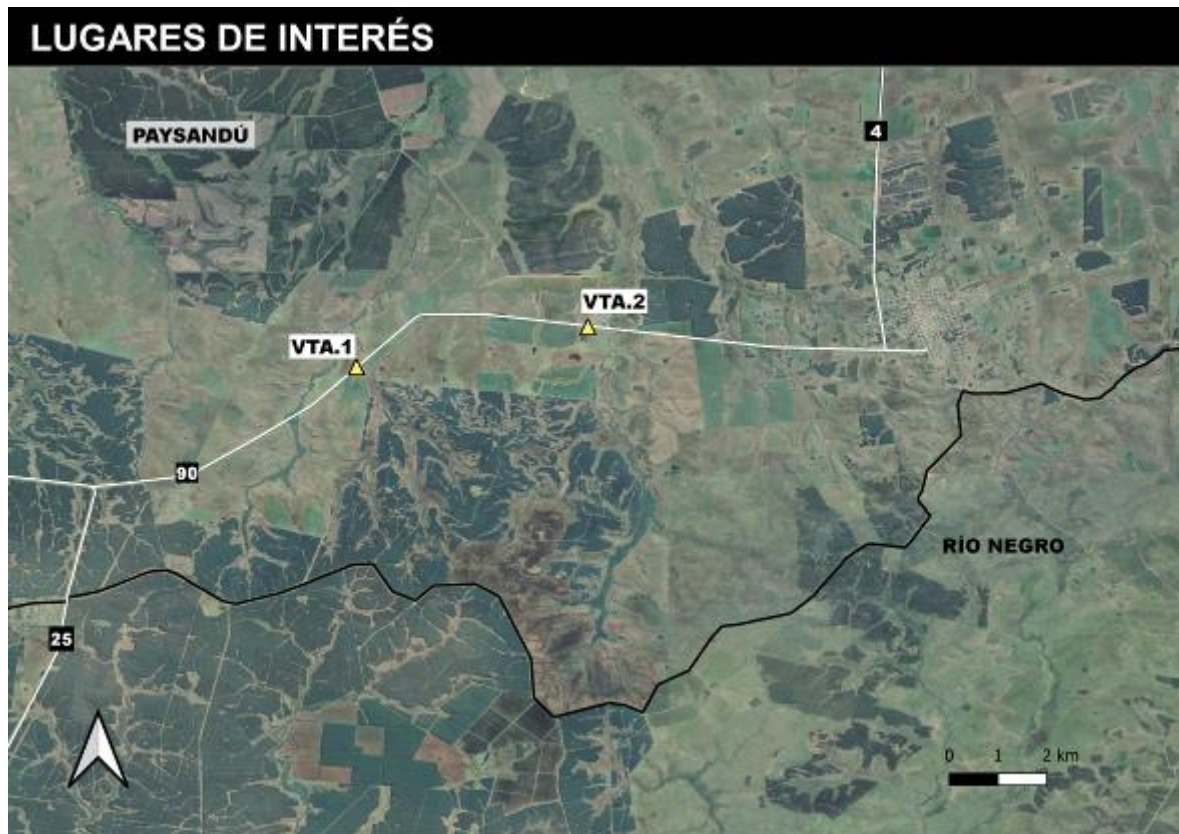 LUGARES DE INTERÉS
PAYSANDÚ
4
VTA.2
VTA.1
90
RÍO NEGRO
25
0 1 2 km